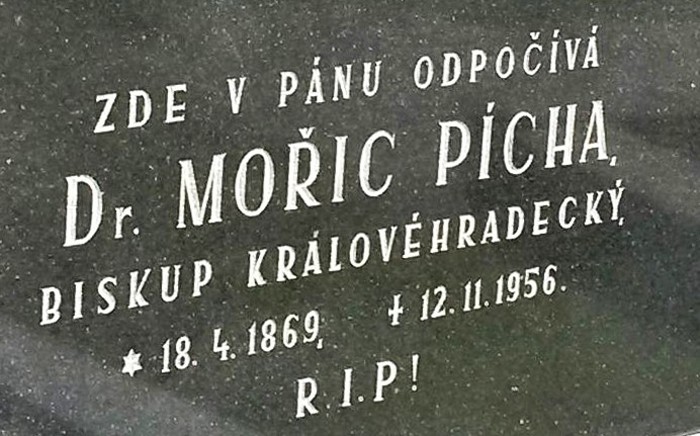 ZDE V PÁNU ODPOČÍVÁ
Dr. MOŘIC PÍCHA,
BISKUP KRÁLOVÉHRADECKÝ,
* 18. 4. 1869, † 12. 11. 1956.
R. I. P.!